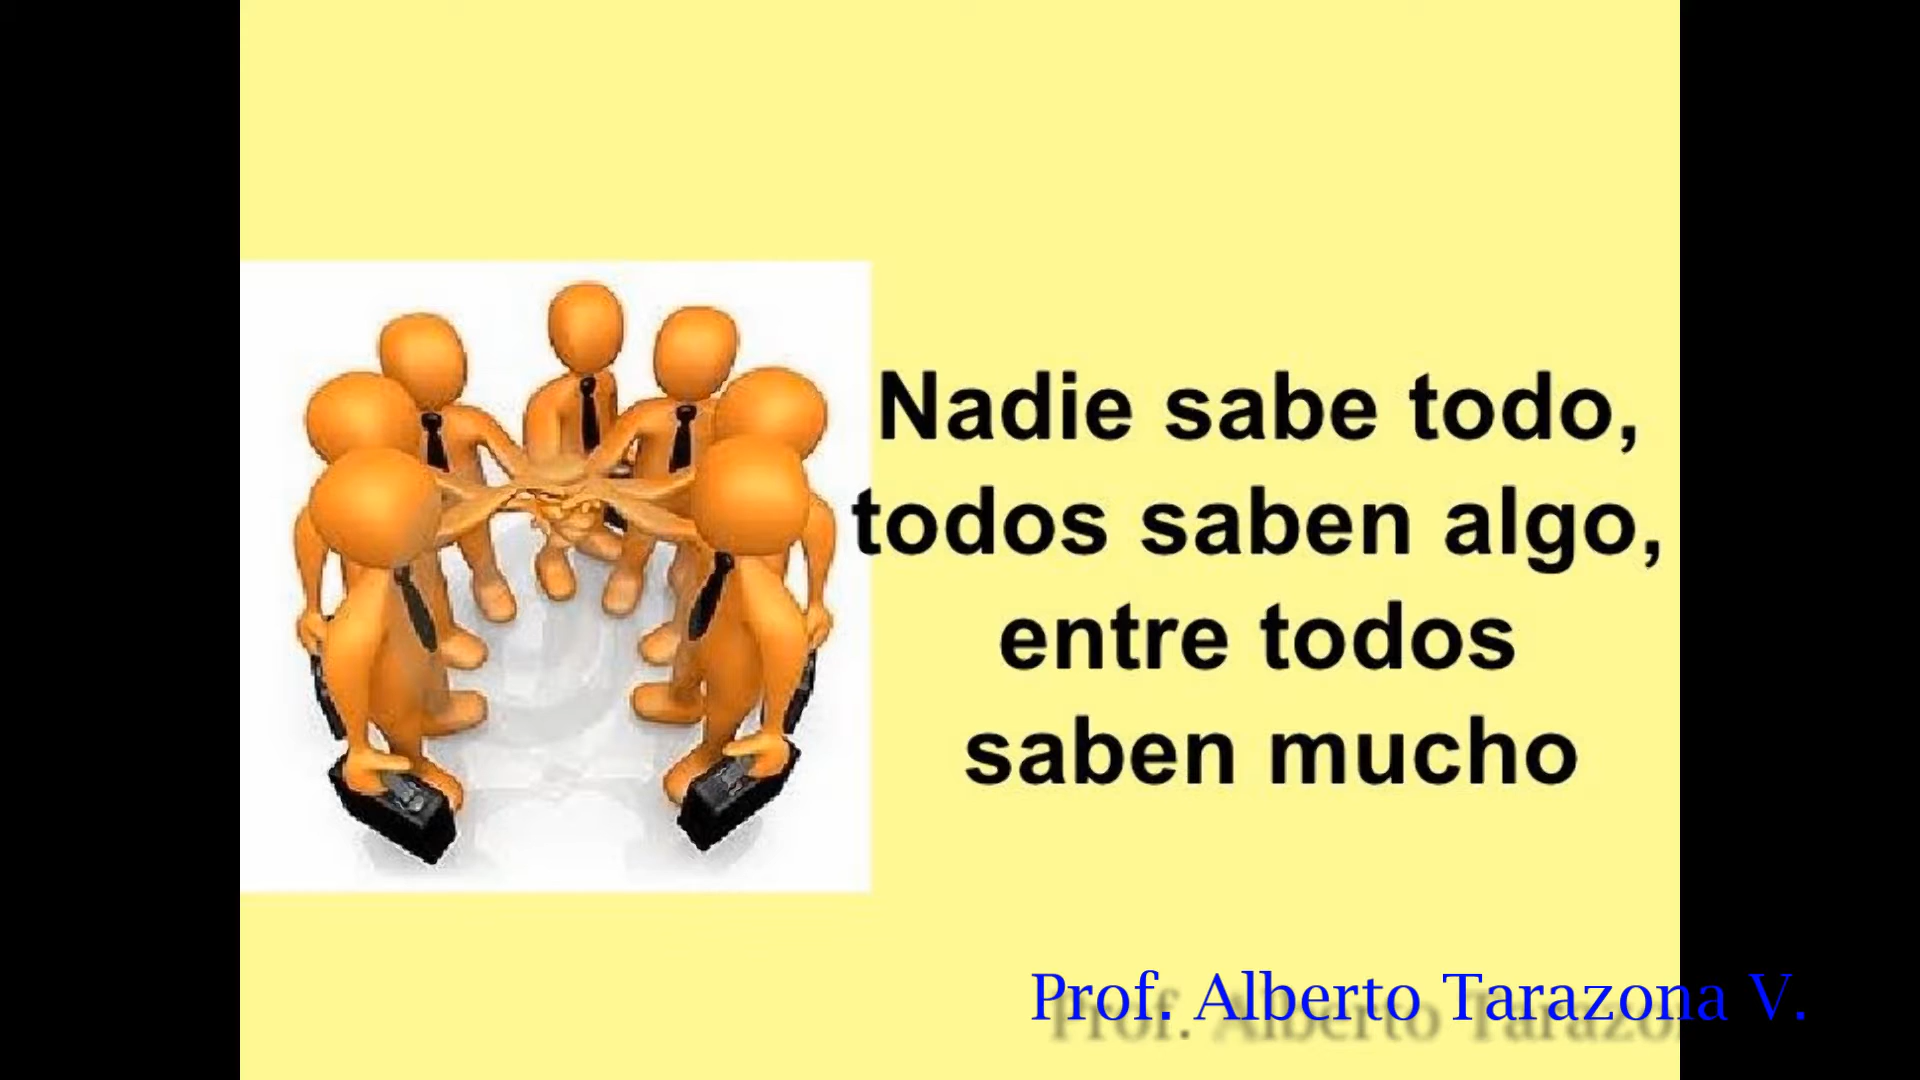 Nadie sabe todo,
todos saben algo,
entre todos
saben mucho
Prof. Alberto Tarazona V.